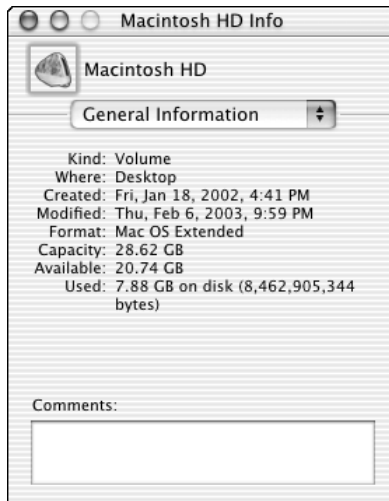 Macintosh HD Info
Macintosh HD
General Information
Kind: Volume
Where: Desktop
Created: Fri, Jan 18, 2002, 4:41 PM
Modified: Thu, Feb 6, 2003, 9:59 PM
Format: Mac OS Extended
Capacity: 28.62 GB
Available: 20.74 GB
Used: 7.88 GB on disk (8,462,905,344
bytes)
Comments: